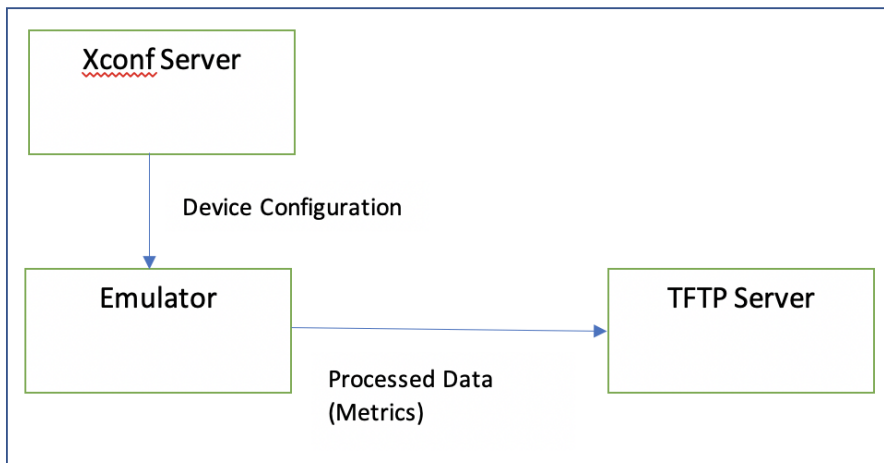 Xconf Server
Device Configuration
Emulator
TFTP Server
Processed Data
(Metrics)